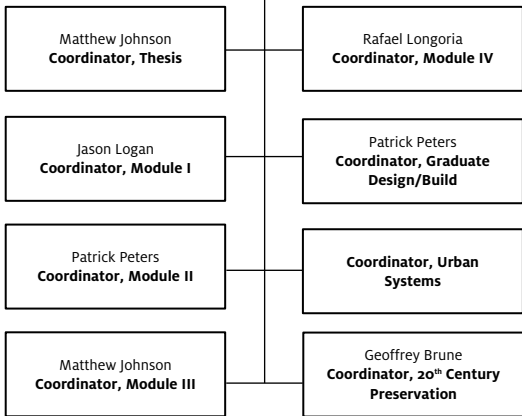 Matthew Johnson
Coordinator, Thesis
Rafael Longoria
Coordinator, Module IV
Jason Logan
Coordinator, Module I
Patrick Peters
Coordinator, Graduate
Design/Build
Patrick Peters
Coordinator, Module II
Coordinator, Urban
Systems
Matthew Johnson
Coordinator, Module III
Geoffrey Brune
Coordinator, 20th Century
Preservation